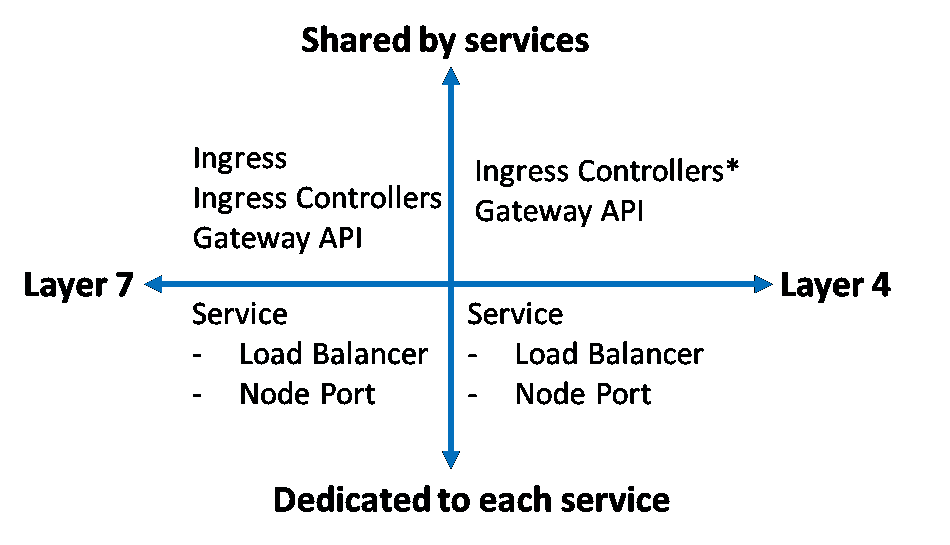 Shared by services
Ingress
Ingress Controllers
Gateway API
Ingress Controllers*
Gateway API
Layer 7
Layer 4
Service
- Load Balancer
- Node Port
Service
- Load Balancer
- Node Port
Dedicated to each service